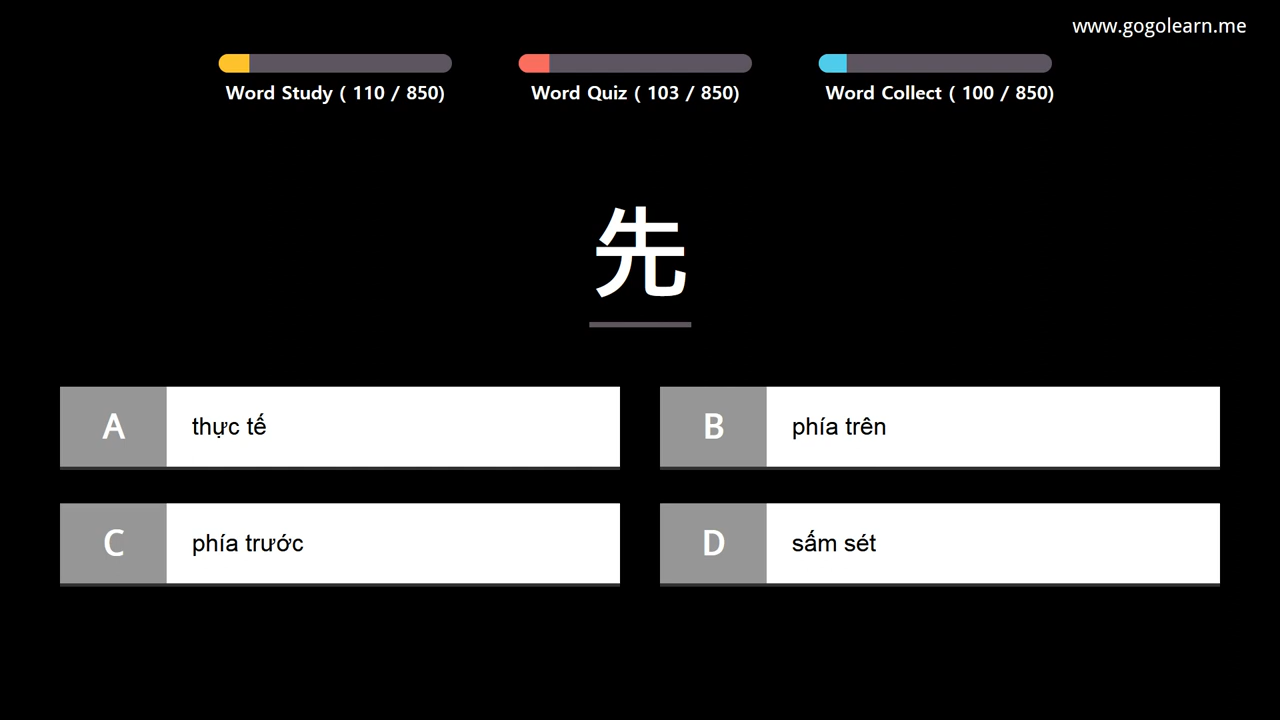 www.gogolearn.me
Word Study ( 110 / 850)
Word Quiz ( 103 / 850)
Word Collect ( 100 / 850)
先
A
thực tế
B
phía trên
C
phía trước
D
sấm sét